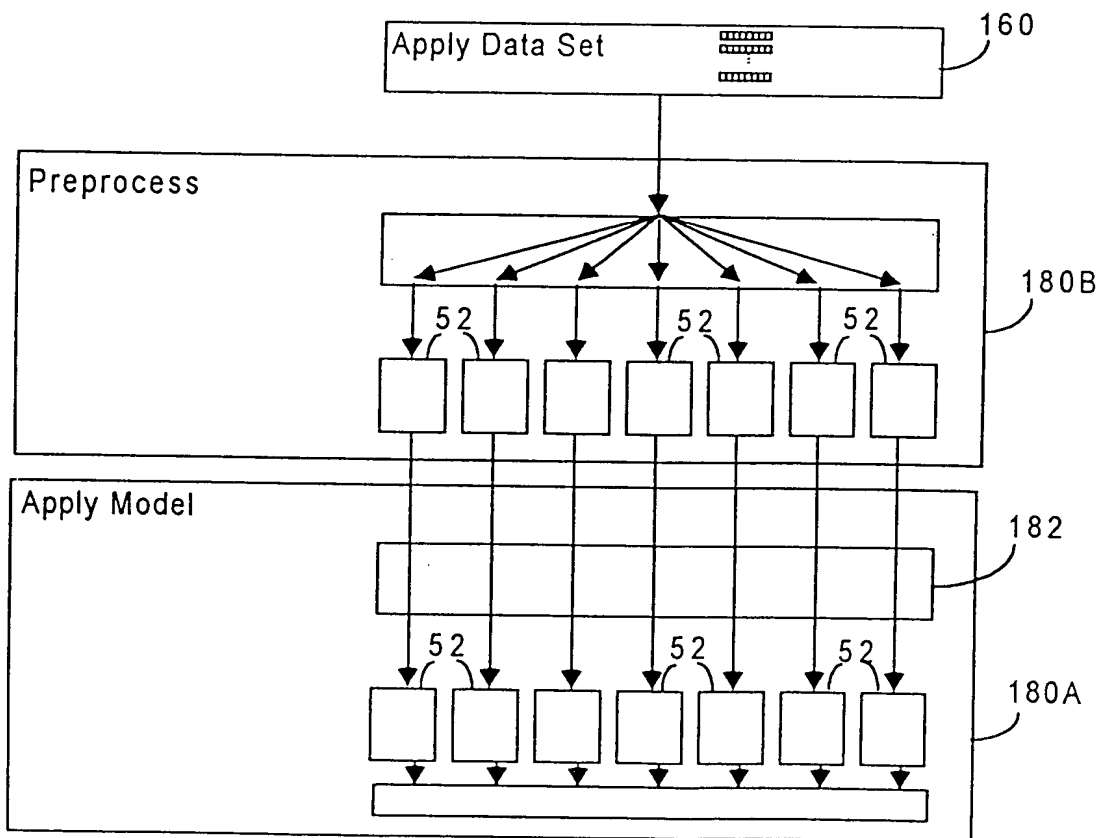 Apply Data Set
160
Preprocess
180B
52 52 52
Apply Model
182
52 52 52
180A